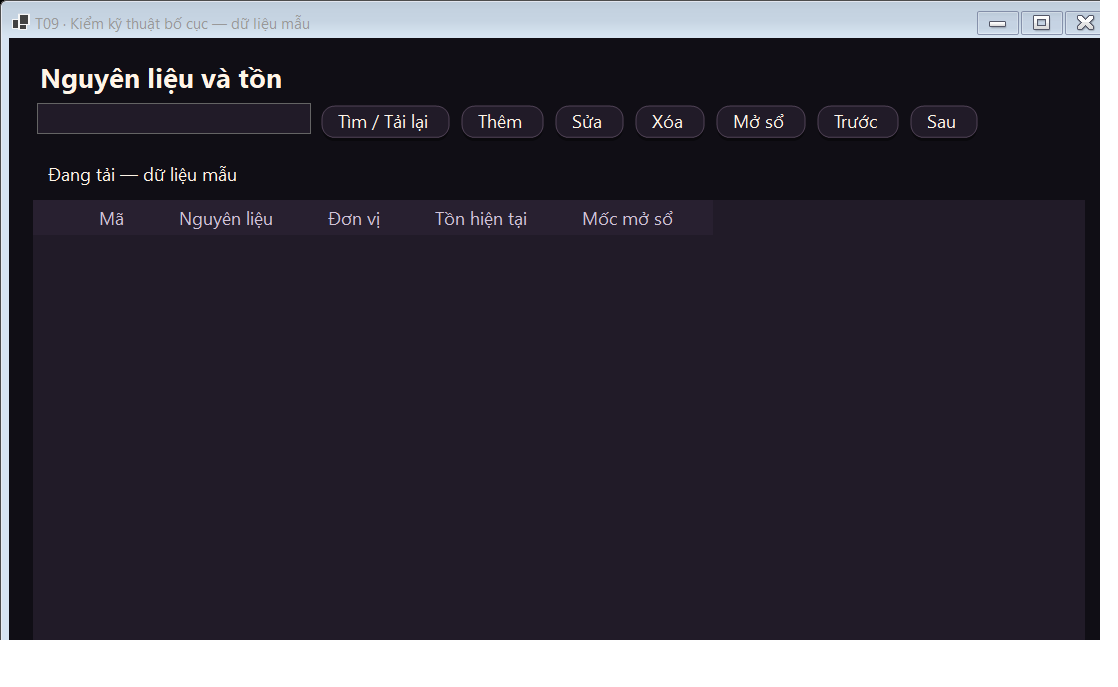 T09 · Kiểm kỹ thuật bố cục — dữ liệu mẫu
Nguyên liệu và tồn
Tìm / Tải lại Thêm Sửa Xóa Mở sổ Trước Sau
Đang tải — dữ liệu mẫu
Mã Nguyên liệu Đơn vị Tồn hiện tại Mốc mở sổ